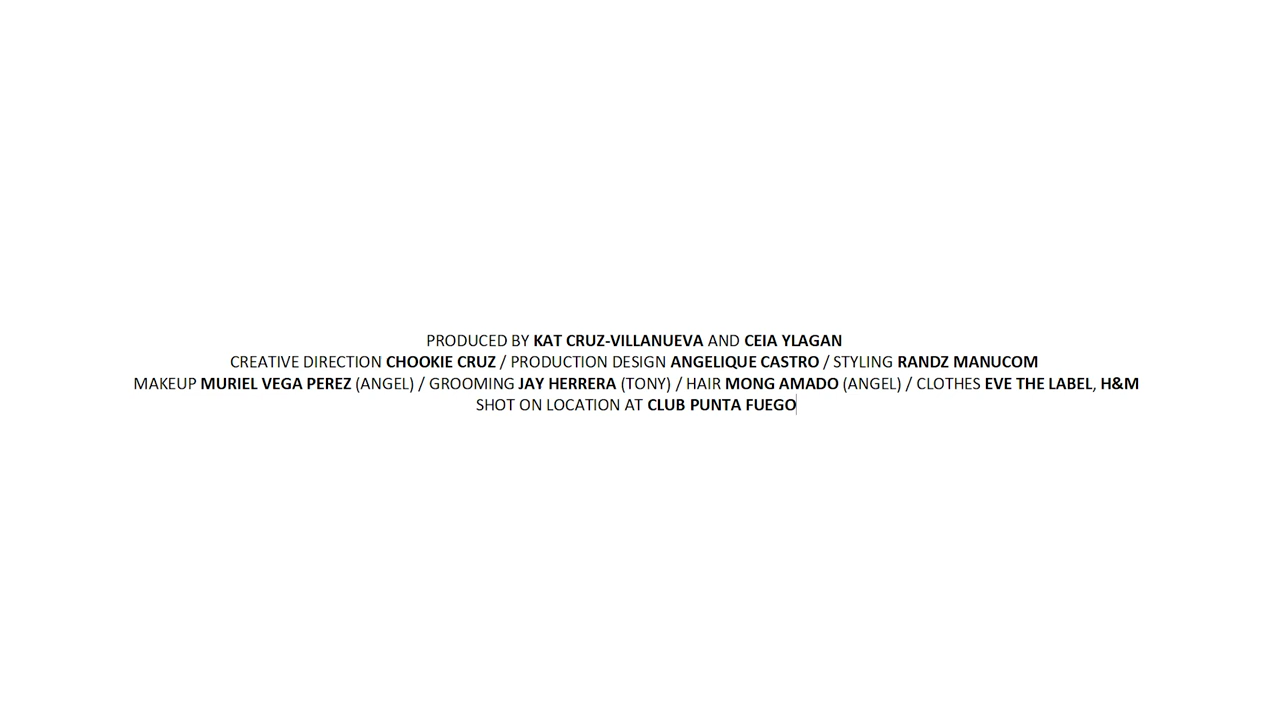 PRODUCED BY KAT CRUZ-VILLANUEVA AND CEIA YLAGAN
CREATIVE DIRECTION CHOOKIE CRUZ / PRODUCTION DESIGN ANGELIQUE CASTRO / STYLING RANDZ MANUCOM
MAKEUP MURIEL VEGA PEREZ (ANGEL) / GROOMING JAY HERRERA (TONY) / HAIR MONG AMADO (ANGEL) / CLOTHES EVE THE LABEL, H&M
SHOT ON LOCATION AT CLUB PUNTA FUEGO